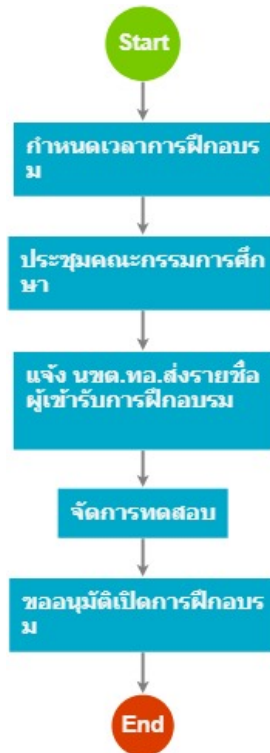 Start
กำหนดเวลาการฝึกอบร
ม
ประชุมคณะกรรมการศึก
ษา
แจ้ง นขต.ทอ.ส่งรายชื่อ
ผู้เข้ารับการฝึกอบรม
จัดการทดสอบ
ขออนุมัติเปิดการฝึกอบร
ม
End